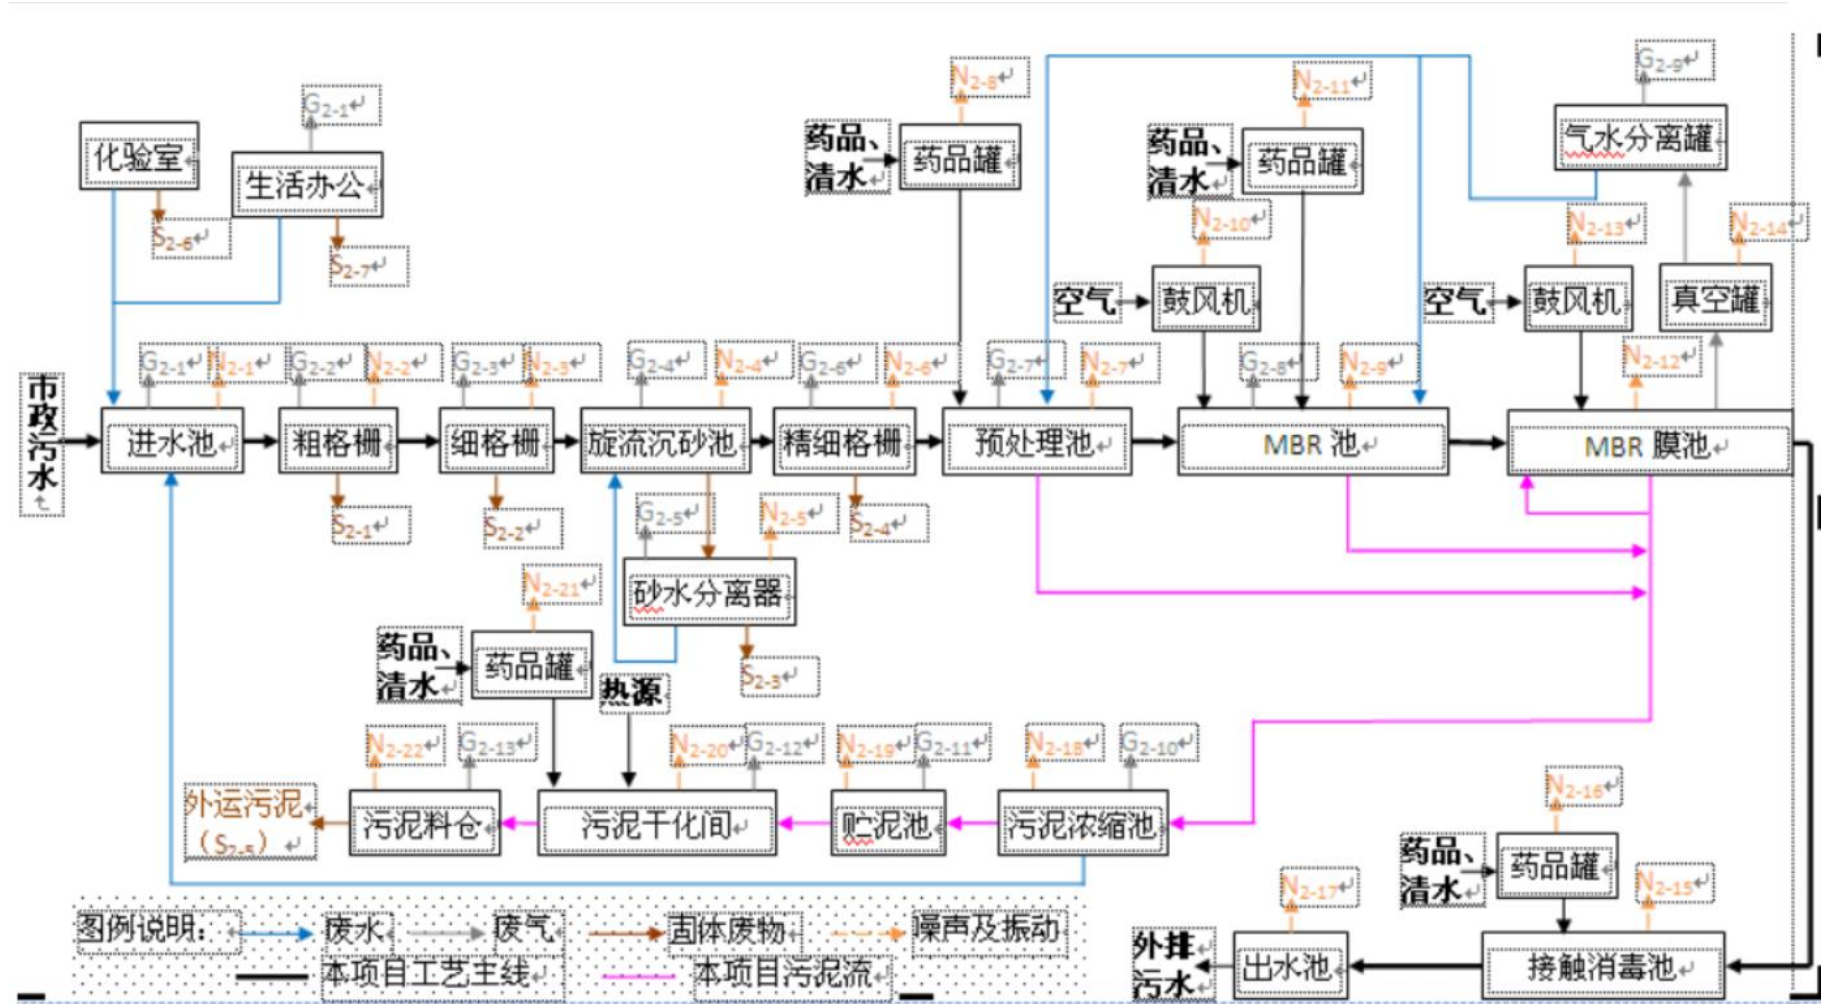 G2-9
N2-8
N2-11
G2-1
化验室
生活办公
药品、
清水
药品罐
药品、
清水
药品罐
气水分离罐
S2-6
S2-7
N2-10
N2-13
N2-14
空气
鼓风机
空气
鼓风机
真空罐
G2-1
N2-1
G2-2
N2-2
G2-3
N2-3
G2-4
N2-4
G2-6
N2-6
G2-7
N2-7
G2-8
N2-9
N2-12
市政污水
进水池
粗格栅
细格栅
旋流沉砂池
精细格栅
预处理池
MBR 池
MBR 膜池
S2-1
S2-2
G2-5
N2-5
S2-4
N2-21
砂水分离器
药品、
清水
药品罐
热源
S2-3
N2-22
G2-13
N2-20
G2-12
N2-19
G2-11
N2-18
G2-10
外运污泥
（S2-5）
污泥料仓
污泥干化间
贮泥池
污泥浓缩池
N2-16
药品、
清水
药品罐
N2-17
N2-15
外排
污水
出水池
接触消毒池
图例说明：
废水
废气
固体废物
噪声及振动
本项目工艺主线
本项目污泥流